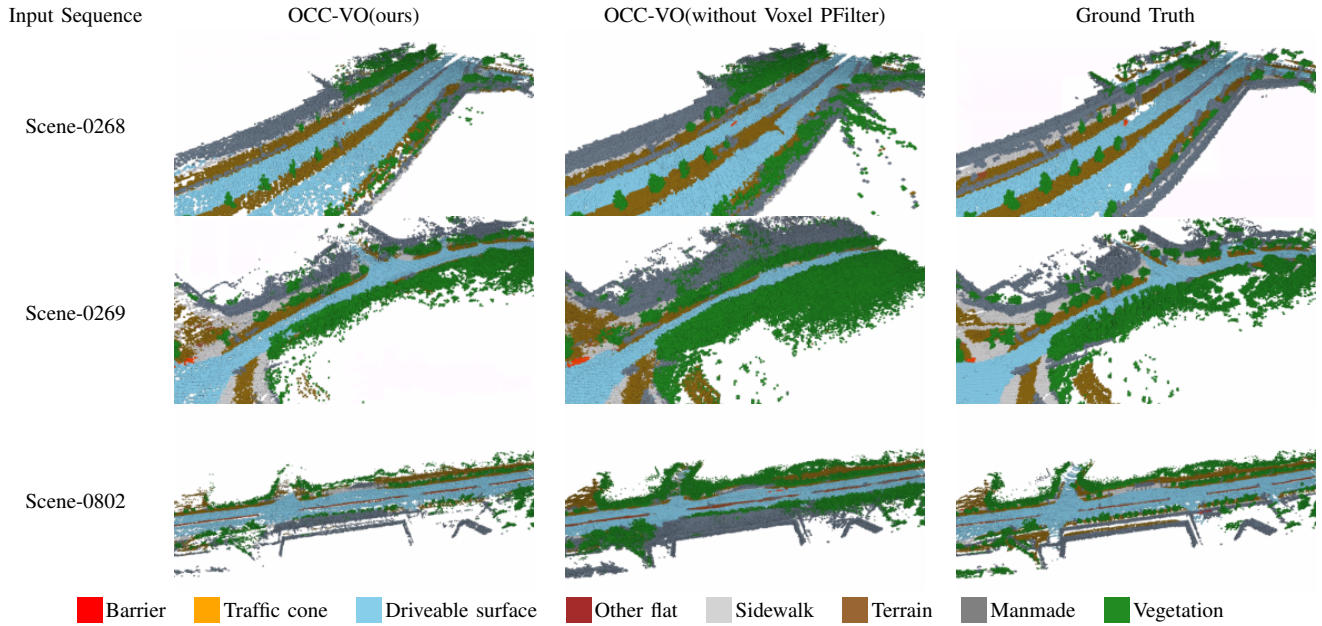 Input Sequence OCC-VO(ours) OCC-VO(without Voxel PFilter) Ground Truth
Scene-0268
Scene-0269
Scene-0802
Barrier Traffic cone Driveable surface Other flat Sidewalk Terrain Manmade Vegetation